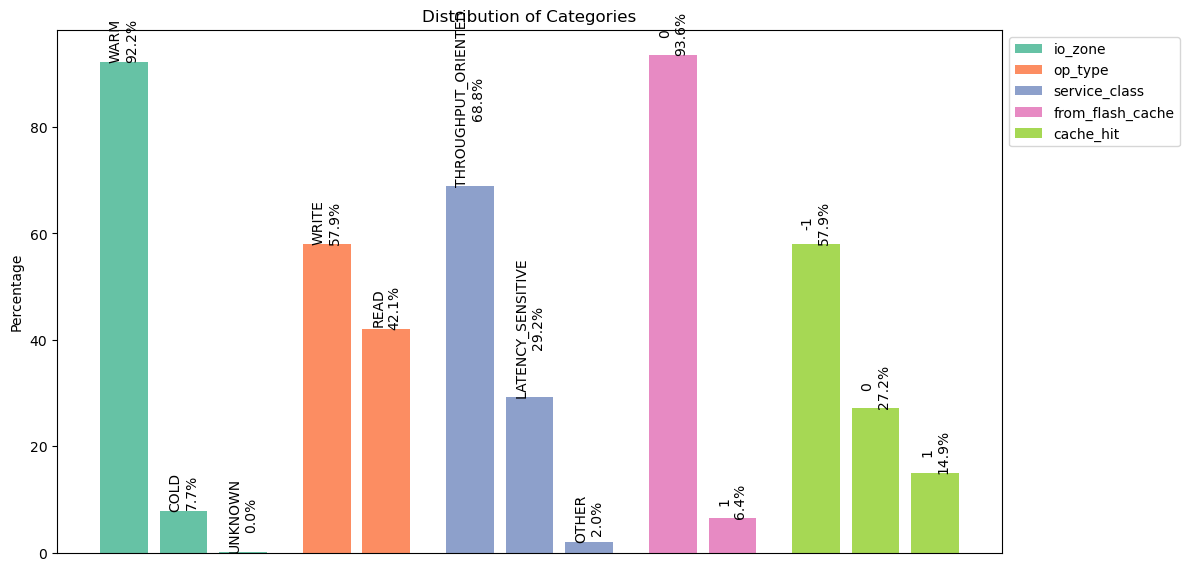 Distribution of Categories
Percentage
80
60
40
20
0
WARM
92.2%
COLD
7.7%
UNKNOWN
0.0%
WRITE
57.9%
READ
42.1%
THROUGHPUT_ORIENTED
68.8%
LATENCY_SENSITIVE
29.2%
OTHER
2.0%
0
93.6%
1
6.4%
-1
57.9%
0
27.2%
1
14.9%
io_zone
op_type
service_class
from_flash_cache
cache_hit